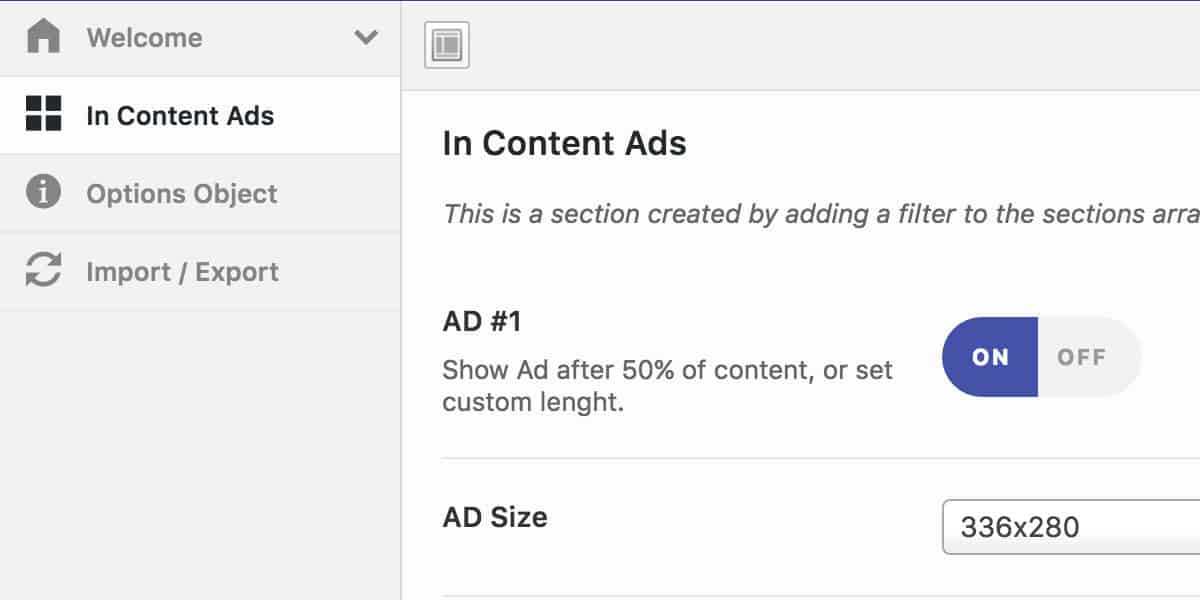 Welcome
In Content Ads
Options Object
Import / Export
In Content Ads
This is a section created by adding a filter to the sections arra
AD #1
Show Ad after 50% of content, or set
custom lenght.
ON OFF
AD Size
336x280